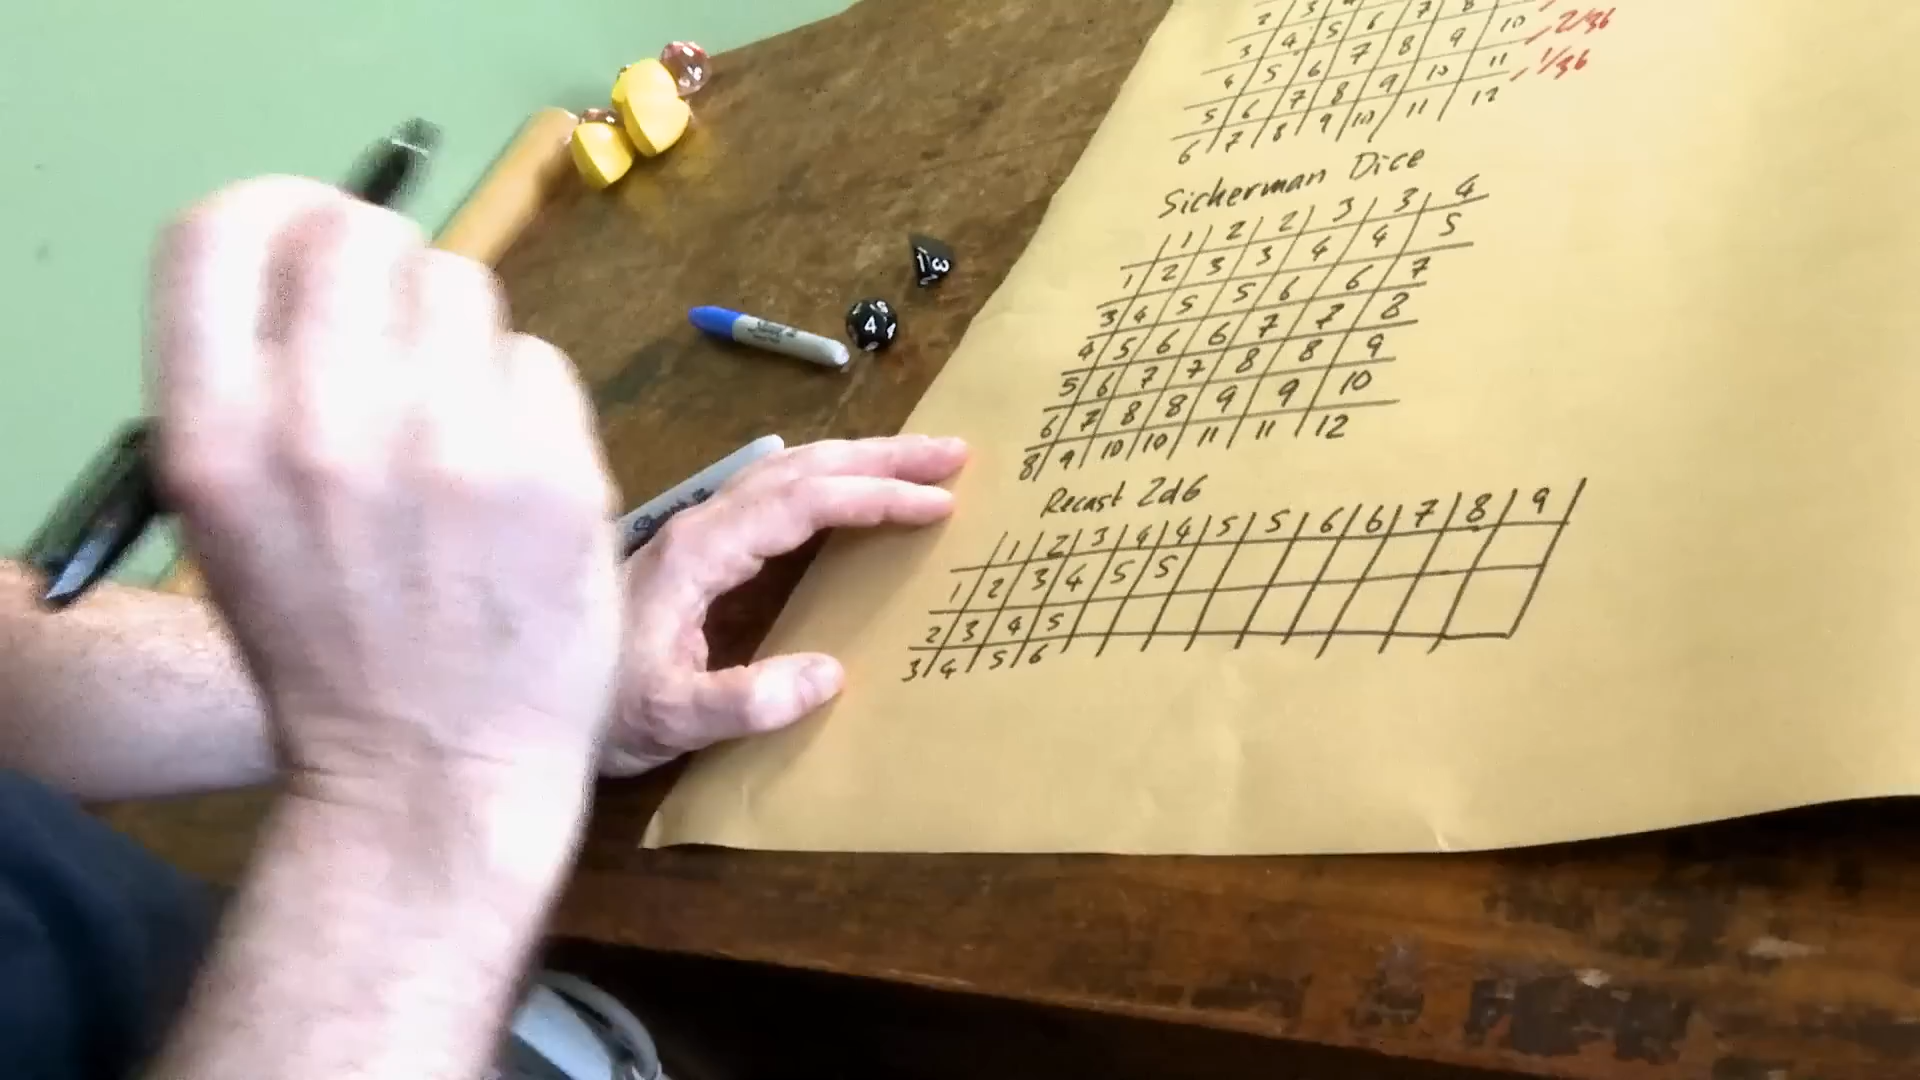 2 3 4 6 7 8
3 4 5 6 7 8 9 10 2/36
4 5 6 7 8 9 10 11 1/36
5 6 7 8 9 10 11 12
6 7 8 9 10 11 12
Sicherman Dice
1 2 2 3 3 4
1 2 3 3 4 4 5
3 4 5 5 6 6 7
4 5 6 6 7 7 8
5 6 7 7 8 8 9
6 7 8 8 9 9 10
8 9 10 10 11 11 12
Recast 2d6
1 2 3 4 4 5 5 6 6 7 8 9
1 2 3 4 5 5
2 3 4 5
3 4 5 6
3
1
4